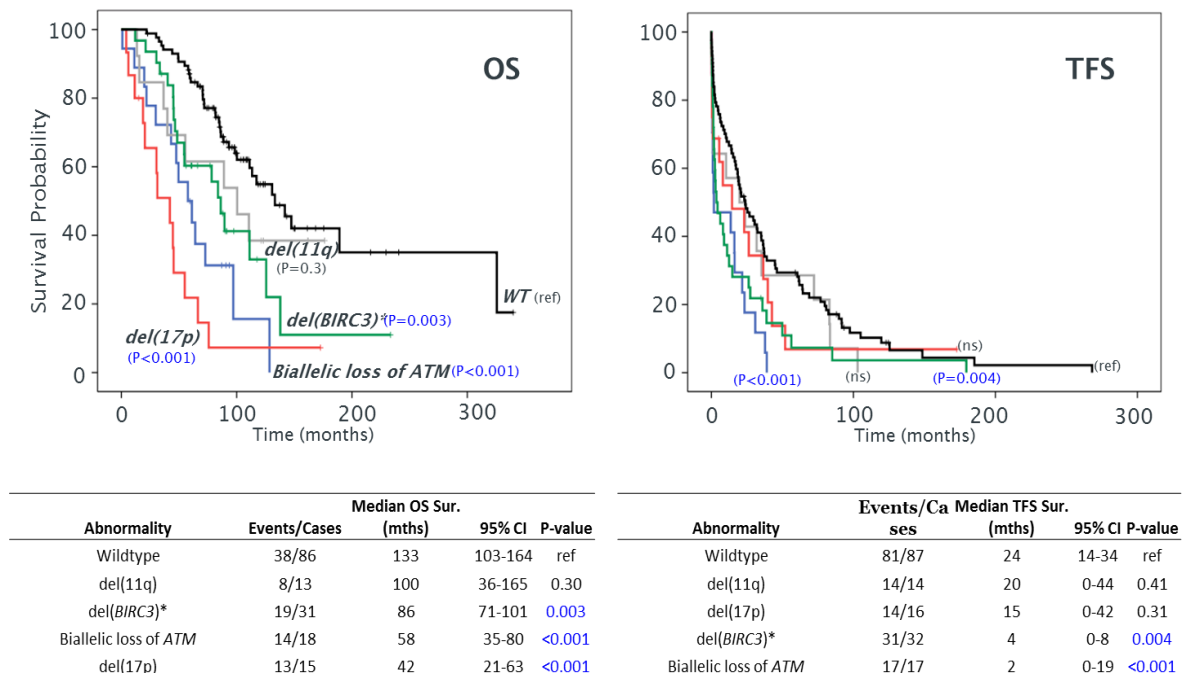 OS
Survival Probability
100
80
60
40
20
0
del(11q)
(P=0.3)
WT (ref)
del(BIRC3)* (P=0.003)
del(17p)
(P<0.001)
Biallelic loss of ATM (P<0.001)
0 100 200 300
Time (months)
TFS
100
80
60
40
20
0
(ns)
(ref)
(P<0.001)
(ns)
(P=0.004)
0 100 200 300
Time (months)
Median OS Sur.
Abnormality Events/Cases (mths) 95% CI P-value
Wildtype 38/86 133 103-164 ref
del(11q) 8/13 100 36-165 0.30
del(BIRC3)* 19/31 86 71-101 0.003
Biallelic loss of ATM 14/18 58 35-80 <0.001
del(17p) 13/15 42 21-63 <0.001
Events/Ca Median TFS Sur.
Abnormality ses (mths) 95% CI P-value
Wildtype 81/87 24 14-34 ref
del(11q) 14/14 20 0-44 0.41
del(17p) 14/16 15 0-42 0.31
del(BIRC3)* 31/32 4 0-8 0.004
Biallelic loss of ATM 17/17 2 0-19 <0.001